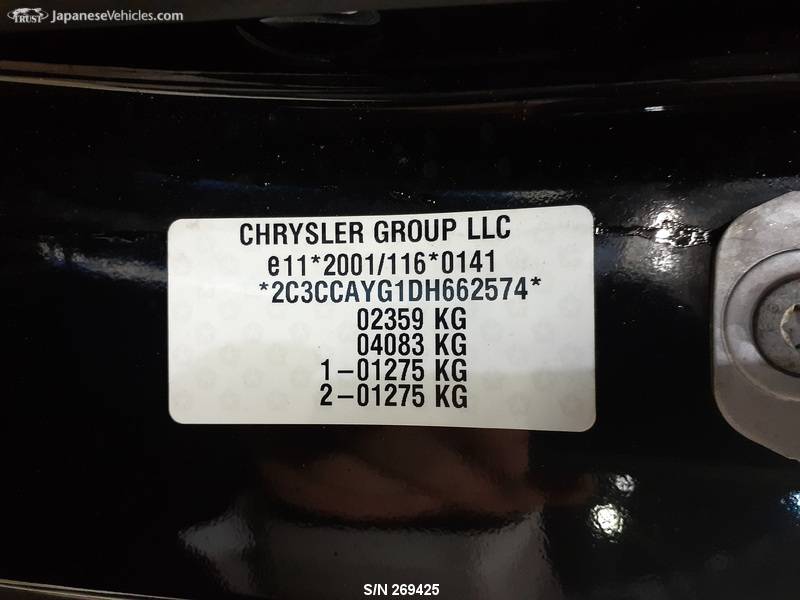 TRUST JapaneseVehicles.com
CHRYSLER GROUP LLC
e11*2001/116*0141
*2C3CCAYG1DH662574*
02359 KG
04083 KG
1-01275 KG
2-01275 KG
S/N 269425